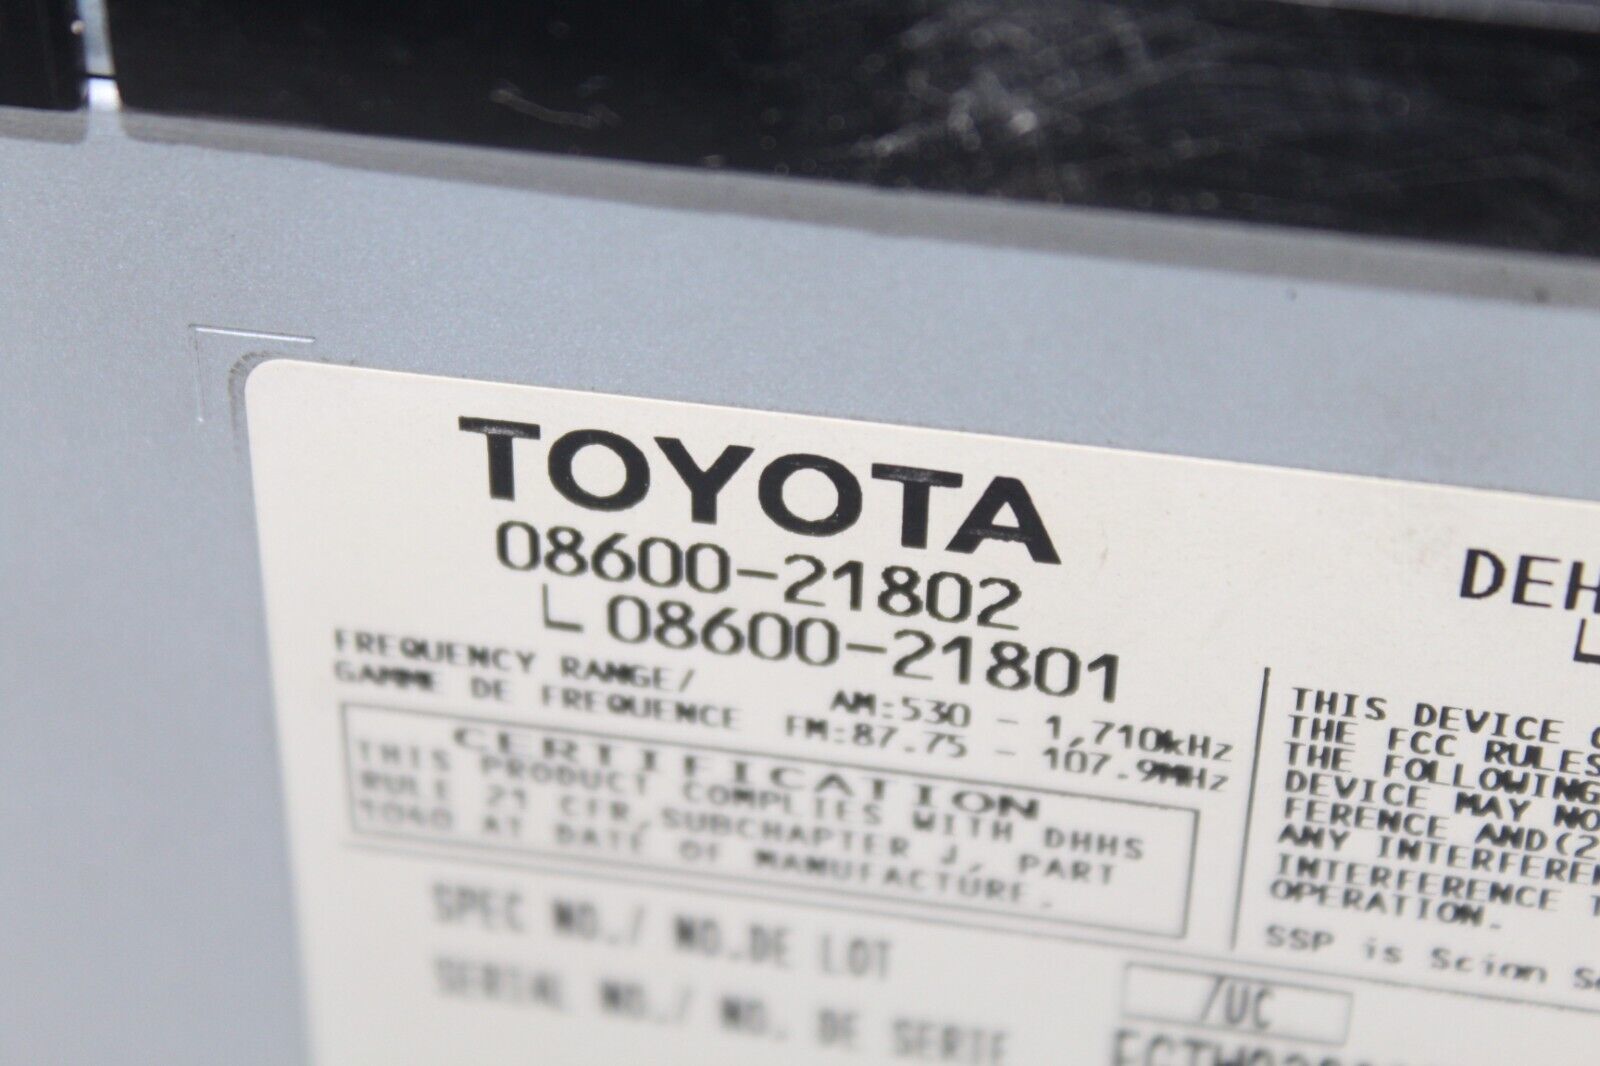 TOYOTA
08600-21802
08600-21801
FREQUENCY RANGE/
GAMME DE FREQUENCE
AM:530 - 1,710kHz
FM:87.75 - 107.9MHz
CERTIFICATION
THIS PRODUCT COMPLIES WITH DHHS
RULE 21 CFR,SUBCHAPTER J, PART
1040 AT DATE OF MANUFACTURE.
SPEC NO./ NO.DE LOT
SERIAL NO./ NO. DE SERIE
DEH
THIS DEVICE
THE FCC RULES
THE FOLLOWING
DEVICE MAY NO
FERENCE AND(2
ANY INTERFERE
INTERFERENCE T
OPERATION.
SSP is Scion S
/UC